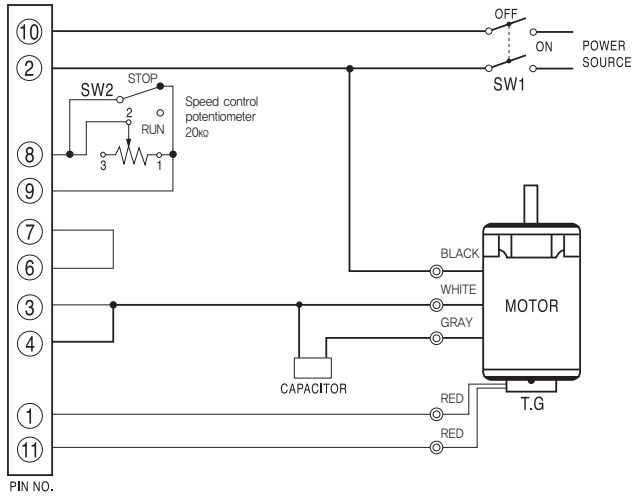 10
OFF
ON
POWER
SOURCE
2
SW1
STOP
SW2
Speed control
potentiometer
20KΩ
2
RUN
8
3
1
9
7
6
BLACK
3
WHITE
MOTOR
4
GRAY
CAPACITOR
1
RED
T.G
11
RED
PIN NO.